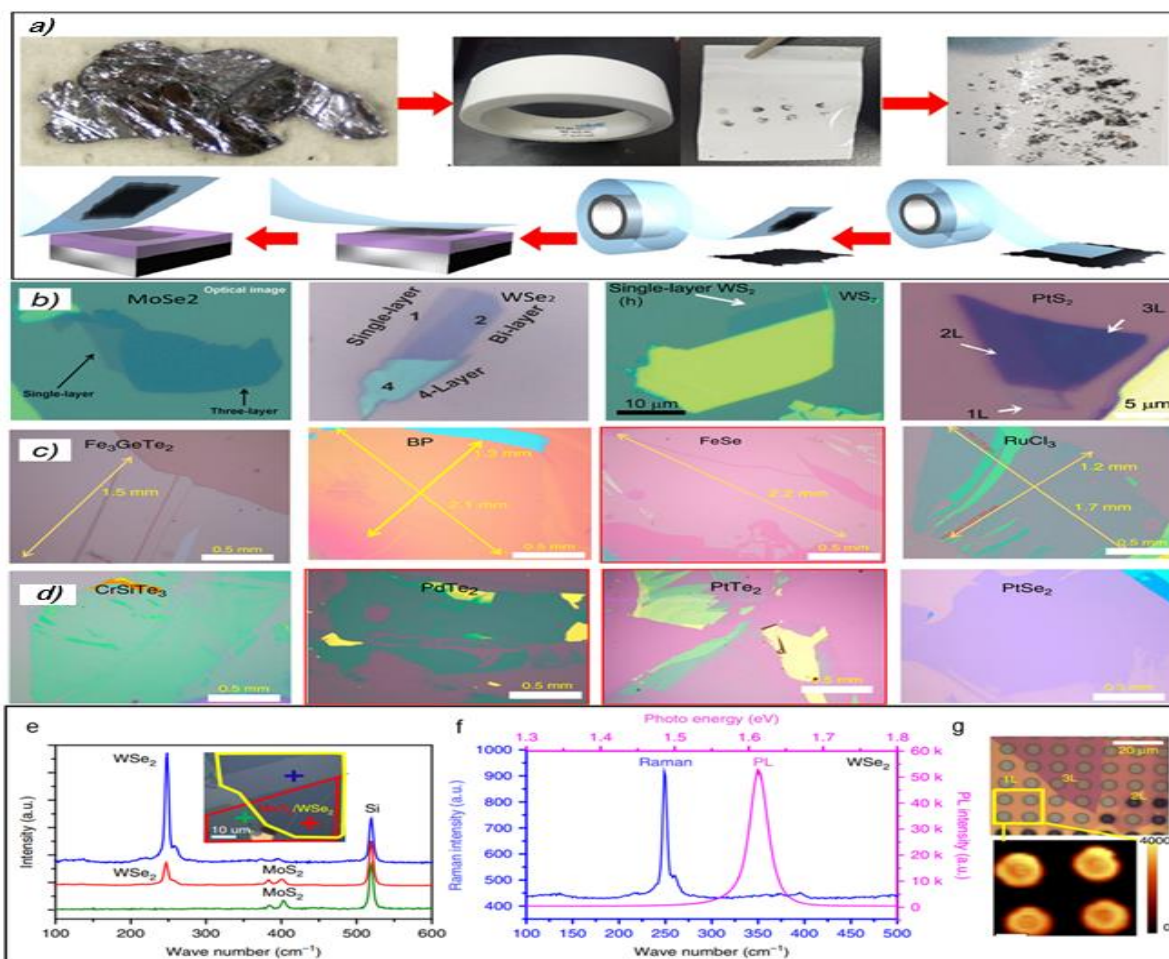 a)
b)
MoSe2
Optical image
Single-layer
Three-layer
WSe₂
Single-layer
1
2
Bi-layer
4
4-Layer
Single-layer WS₂
(h)
WS₂
10 μm
PtS₂
3L
2L
1L
5 μm
c)
Fe₃GeTe₂
1.5 mm
0.5 mm
BP
1.3 mm
2.1 mm
FeSe
2.2 mm
0.5 mm
RuCl₃
1.2 mm
1.7 mm
0.5 mm
d)
CrSiTe₃
0.5 mm
PdTe₂
0.5 mm
PtTe₂
0.5 mm
PtSe₂
0.5 mm
e
Intensity (a.u.)
WSe₂
WSe₂
MoS₂
MoS₂
Si
MoS₂/WSe₂
10 um
100 200 300 400 500 600
Wave number (cm⁻¹)
f
Photo energy (eV)
1.3 1.4 1.5 1.6 1.7 1.8
Raman intensity (a.u.)
1000
900
800
700
600
500
400
Raman
PL
WSe₂
60 k
50 k
40 k
30 k
20 k
10 k
0
PL intensity (a.u.)
100 150 200 250 300 350 400 450 500
Wave number (cm⁻¹)
g
20 μm
1L
3L
2L
4000
0